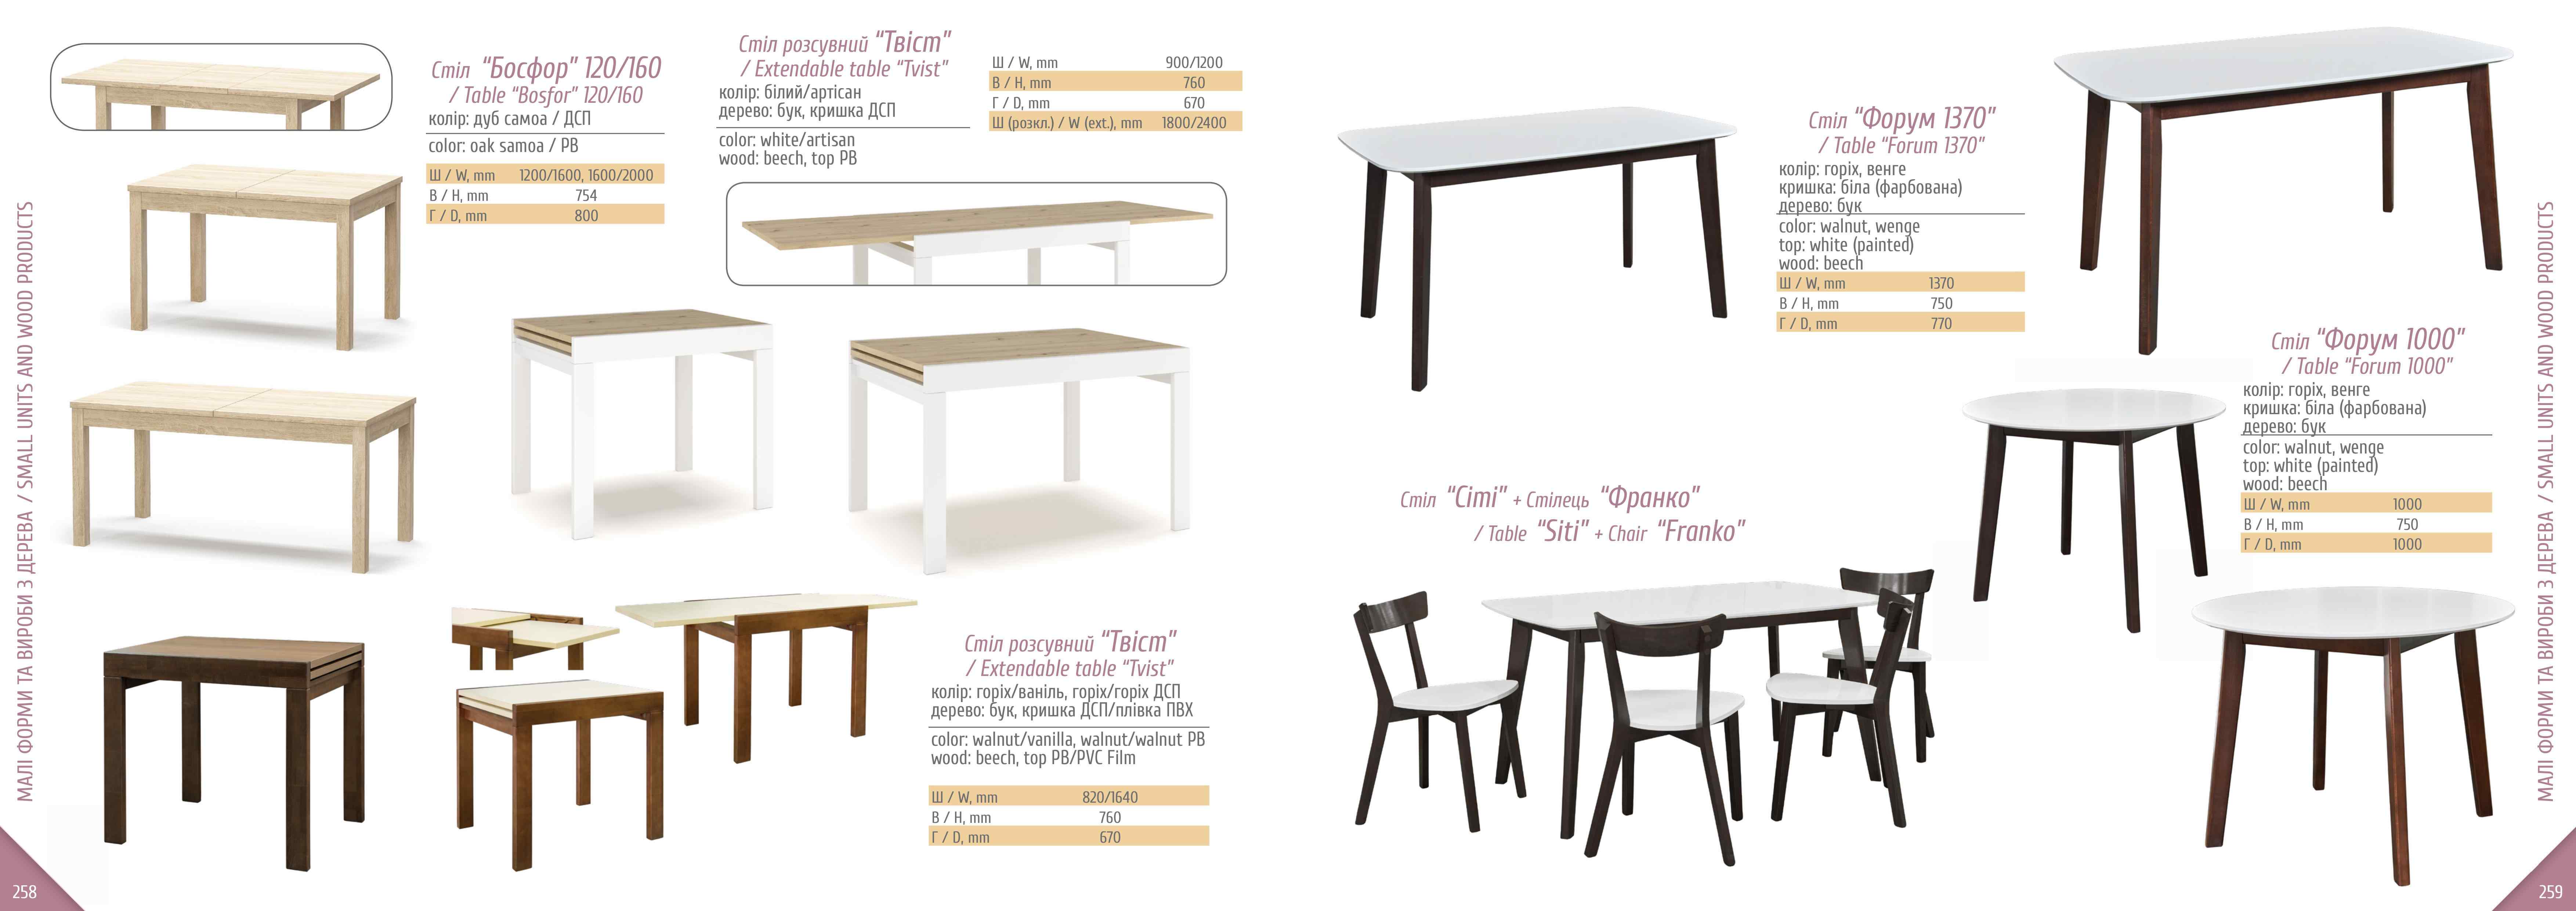 МАЛІ ФОРМИ ТА ВИРОБИ З ДЕРЕВА / SMALL UNITS AND WOOD PRODUCTS
Стіл "Босфор" 120/160
/ Table "Bosfor" 120/160
колір: дуб самоа / ДСП
color: oak samoa / PB
Ш / W, mm 1200/1600, 1600/2000
В / H, mm 754
Г / D, mm 800
Стіл розсувний "Твіст"
/ Extendable table "Tvist"
колір: білий/артісан
дерево: бук, кришка ДСП
color: white/artisan
wood: beech, top PB
Ш / W, mm 900/1200
В / H, mm 760
Г / D, mm 670
Ш (розкл.) / W (ext.), mm 1800/2400
Стіл розсувний "Твіст"
/ Extendable table "Tvist"
колір: горіх/ваніль, горіх/горіх ДСП
дерево: бук, кришка ДСП/плівка ПВХ
color: walnut/vanilla, walnut/walnut PB
wood: beech, top PB/PVC Film
Ш / W, mm 820/1640
В / H, mm 760
Г / D, mm 670
258
Стіл "Форум 1370"
/ Table "Forum 1370"
колір: горіх, венге
кришка: біла (фарбована)
дерево: бук
color: walnut, wenge
top: white (painted)
wood: beech
Ш / W, mm 1370
В / H, mm 750
Г / D, mm 770
Стіл "Форум 1000"
/ Table "Forum 1000"
колір: горіх, венге
кришка: біла (фарбована)
дерево: бук
color: walnut, wenge
top: white (painted)
wood: beech
Ш / W, mm 1000
В / H, mm 750
Г / D, mm 1000
Стіл "Сіті" + Стілець "Франко"
/ Table "Siti" + Chair "Franko"
МАЛІ ФОРМИ ТА ВИРОБИ З ДЕРЕВА / SMALL UNITS AND WOOD PRODUCTS
259